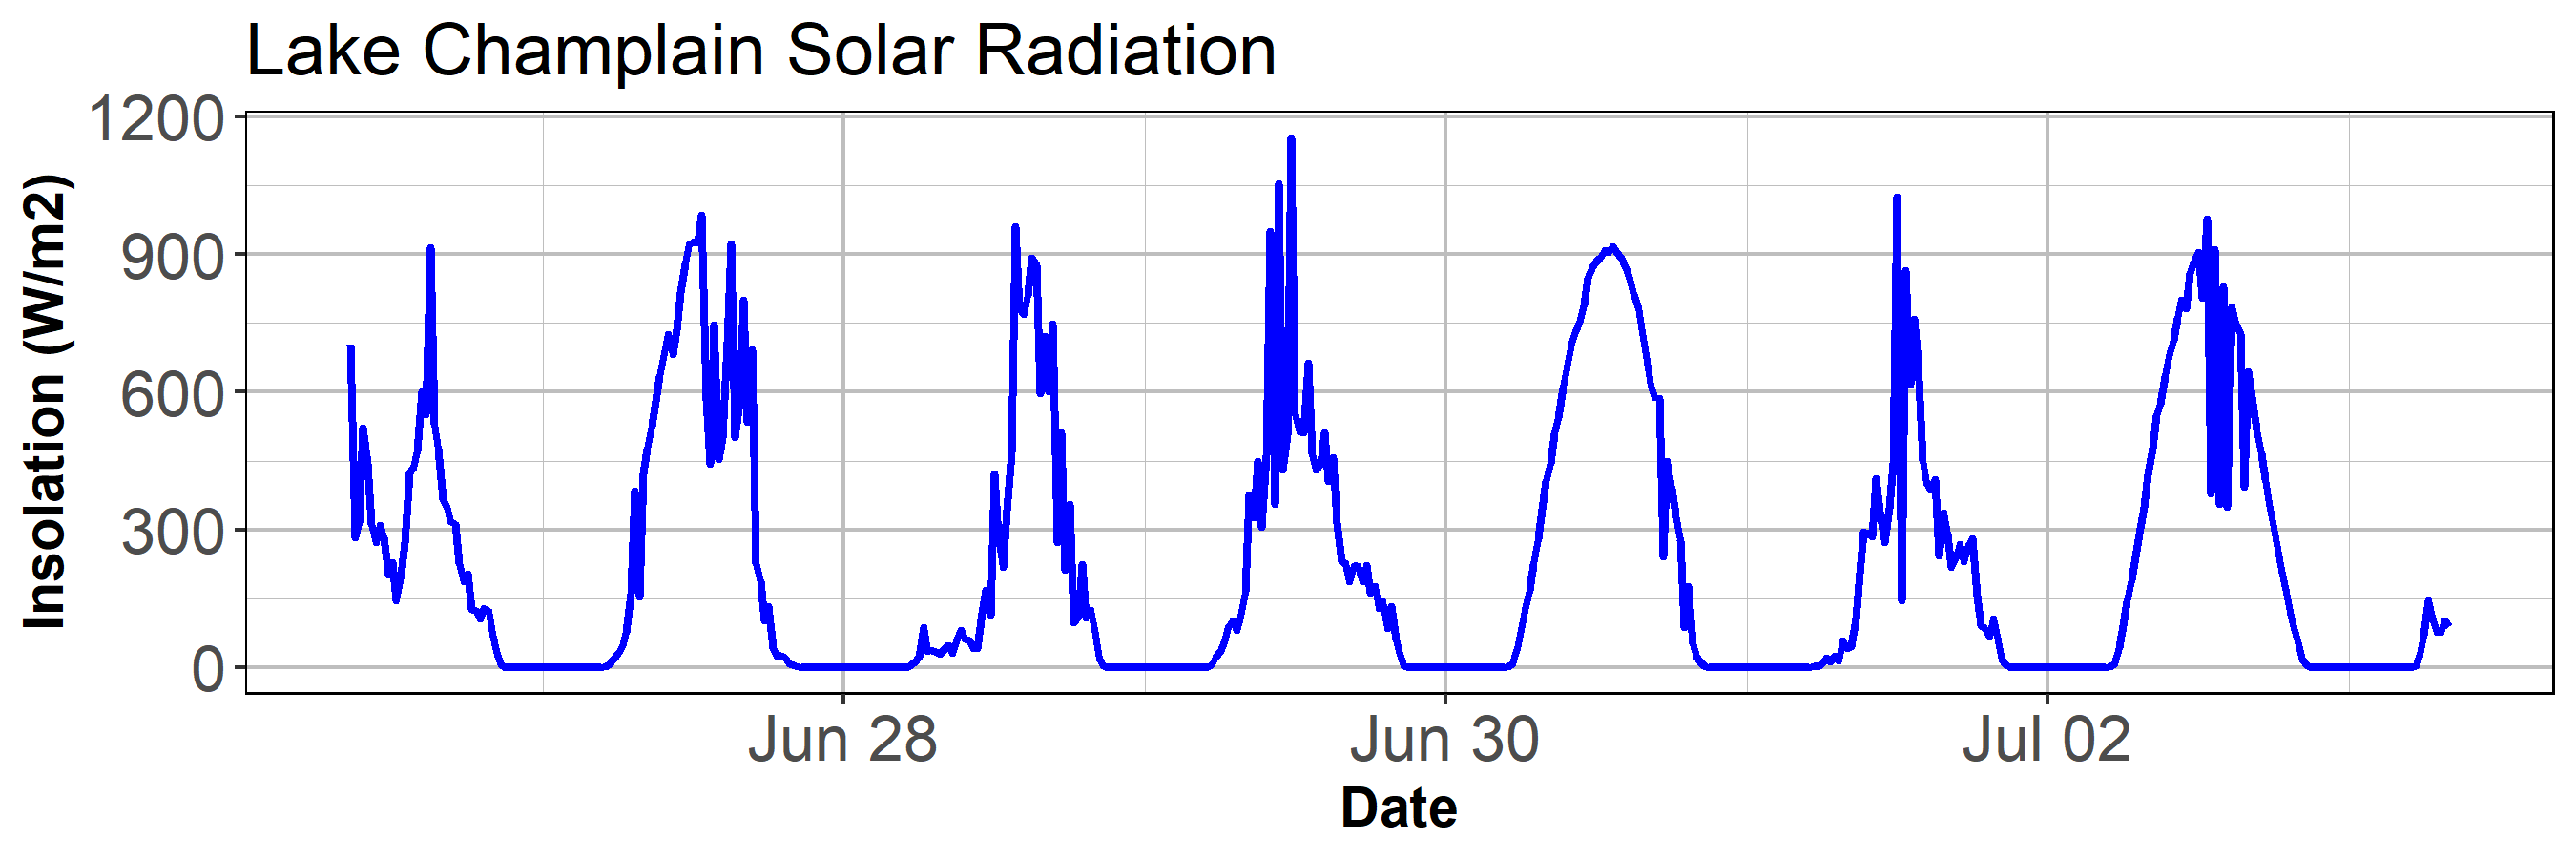 Lake Champlain Solar Radiation
1200
900
600
300
0
Insolation (W/m2)
Jun 28 Jun 30 Jul 02
Date